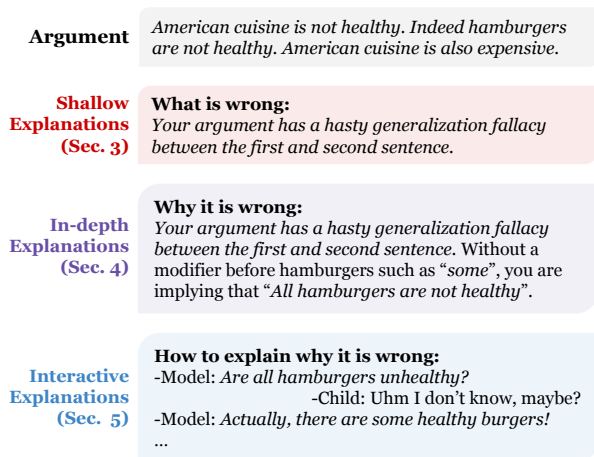 Argument
American cuisine is not healthy. Indeed hamburgers
are not healthy. American cuisine is also expensive.
Shallow
Explanations
(Sec. 3)
What is wrong:
Your argument has a hasty generalization fallacy
between the first and second sentence.
In-depth
Explanations
(Sec. 4)
Why it is wrong:
Your argument has a hasty generalization fallacy
between the first and second sentence. Without a
modifier before hamburgers such as “some”, you are
implying that “All hamburgers are not healthy”.
Interactive
Explanations
(Sec. 5)
How to explain why it is wrong:
-Model: Are all hamburgers unhealthy?
-Child: Uhm I don’t know, maybe?
-Model: Actually, there are some healthy burgers!
...